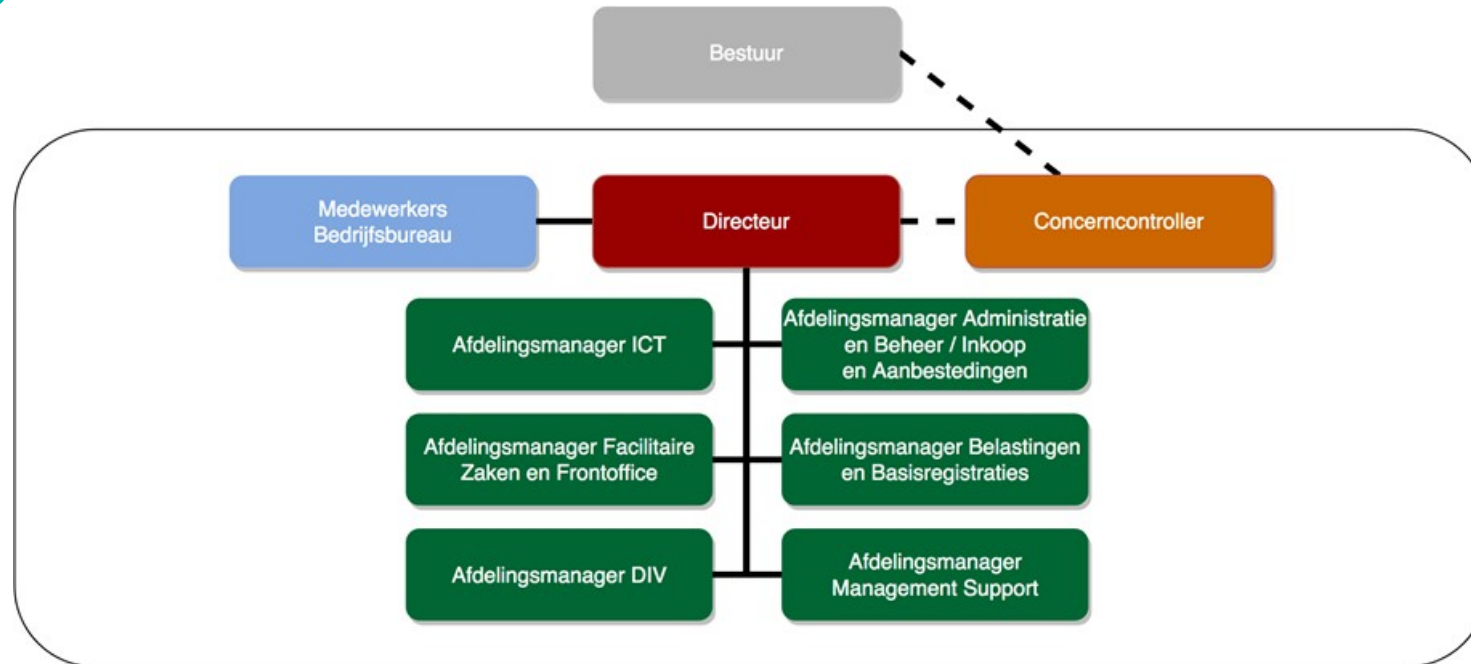 Bestuur
Medewerkers
Bedrijfsbureau
Directeur
Concerncontroller
Afdelingsmanager ICT
Afdelingsmanager Administratie
en Beheer / Inkoop
en Aanbestedingen
Afdelingsmanager Facilitaire
Zaken en Frontoffice
Afdelingsmanager Belastingen
en Basisregistraties
Afdelingsmanager DIV
Afdelingsmanager
Management Support